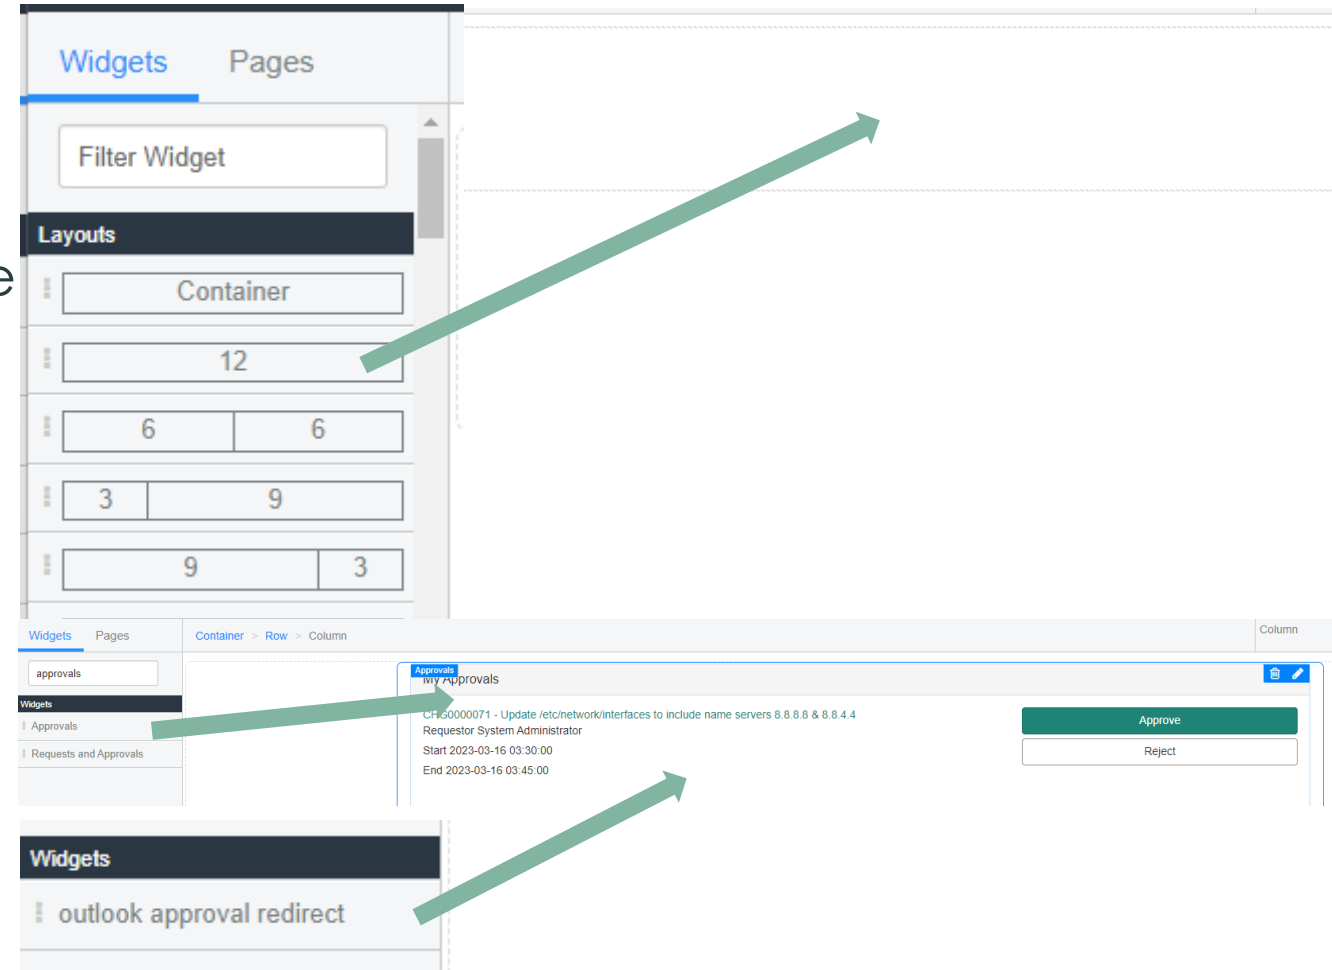 Widgets Pages
Filter Widget
Layouts
e
Container
12
6 6
3 9
9 3
Widgets Pages Container > Row > Column Column
approvals
Widgets
Approvals
Requests and Approvals
Approvals
My Approvals
CHG0000071 - Update /etc/network/interfaces to include name servers 8.8.8.8 & 8.8.4.4
Requestor System Administrator
Start 2023-03-16 03:30:00
End 2023-03-16 03:45:00
Approve
Reject
Widgets
outlook approval redirect